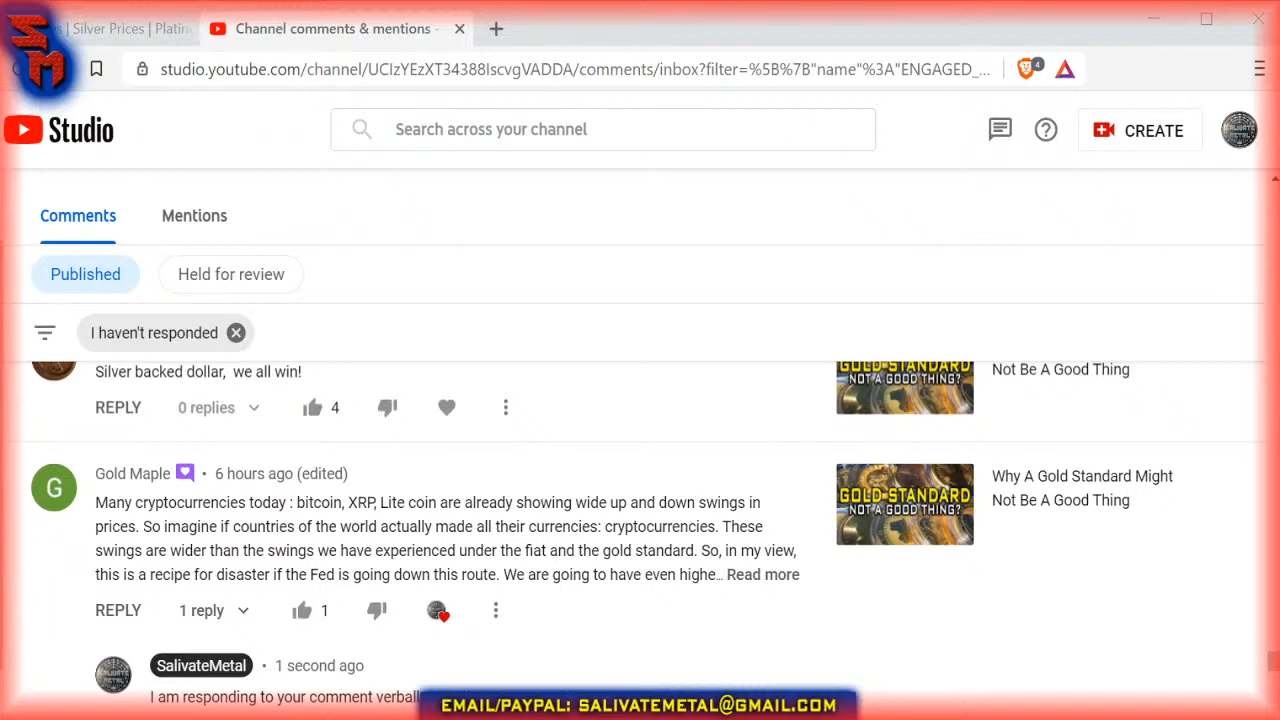 SM
s | Silver Prices | Platin
Channel comments & mentions -
studio.youtube.com/channel/UCIzYEzXT34388IscvgVADDA/comments/inbox?filter=%5B%7B"name"%3A"ENGAGED_...
4
Studio
Search across your channel
CREATE
Comments
Mentions
Published
Held for review
I haven't responded
Silver backed dollar, we all win!
REPLY
0 replies
4
GOLD STANDARD
NOT A GOOD THING?
Not Be A Good Thing
G
Gold Maple • 6 hours ago (edited)
Many cryptocurrencies today : bitcoin, XRP, Lite coin are already showing wide up and down swings in
prices. So imagine if countries of the world actually made all their currencies: cryptocurrencies. These
swings are wider than the swings we have experienced under the fiat and the gold standard. So, in my view,
this is a recipe for disaster if the Fed is going down this route. We are going to have even highe... Read more
REPLY
1 reply
1
GOLD STANDARD
NOT A GOOD THING?
Why A Gold Standard Might
Not Be A Good Thing
SalivateMetal • 1 second ago
I am responding to your comment verball
EMAIL/PAYPAL: SALIVATEMETAL@GMAIL.COM